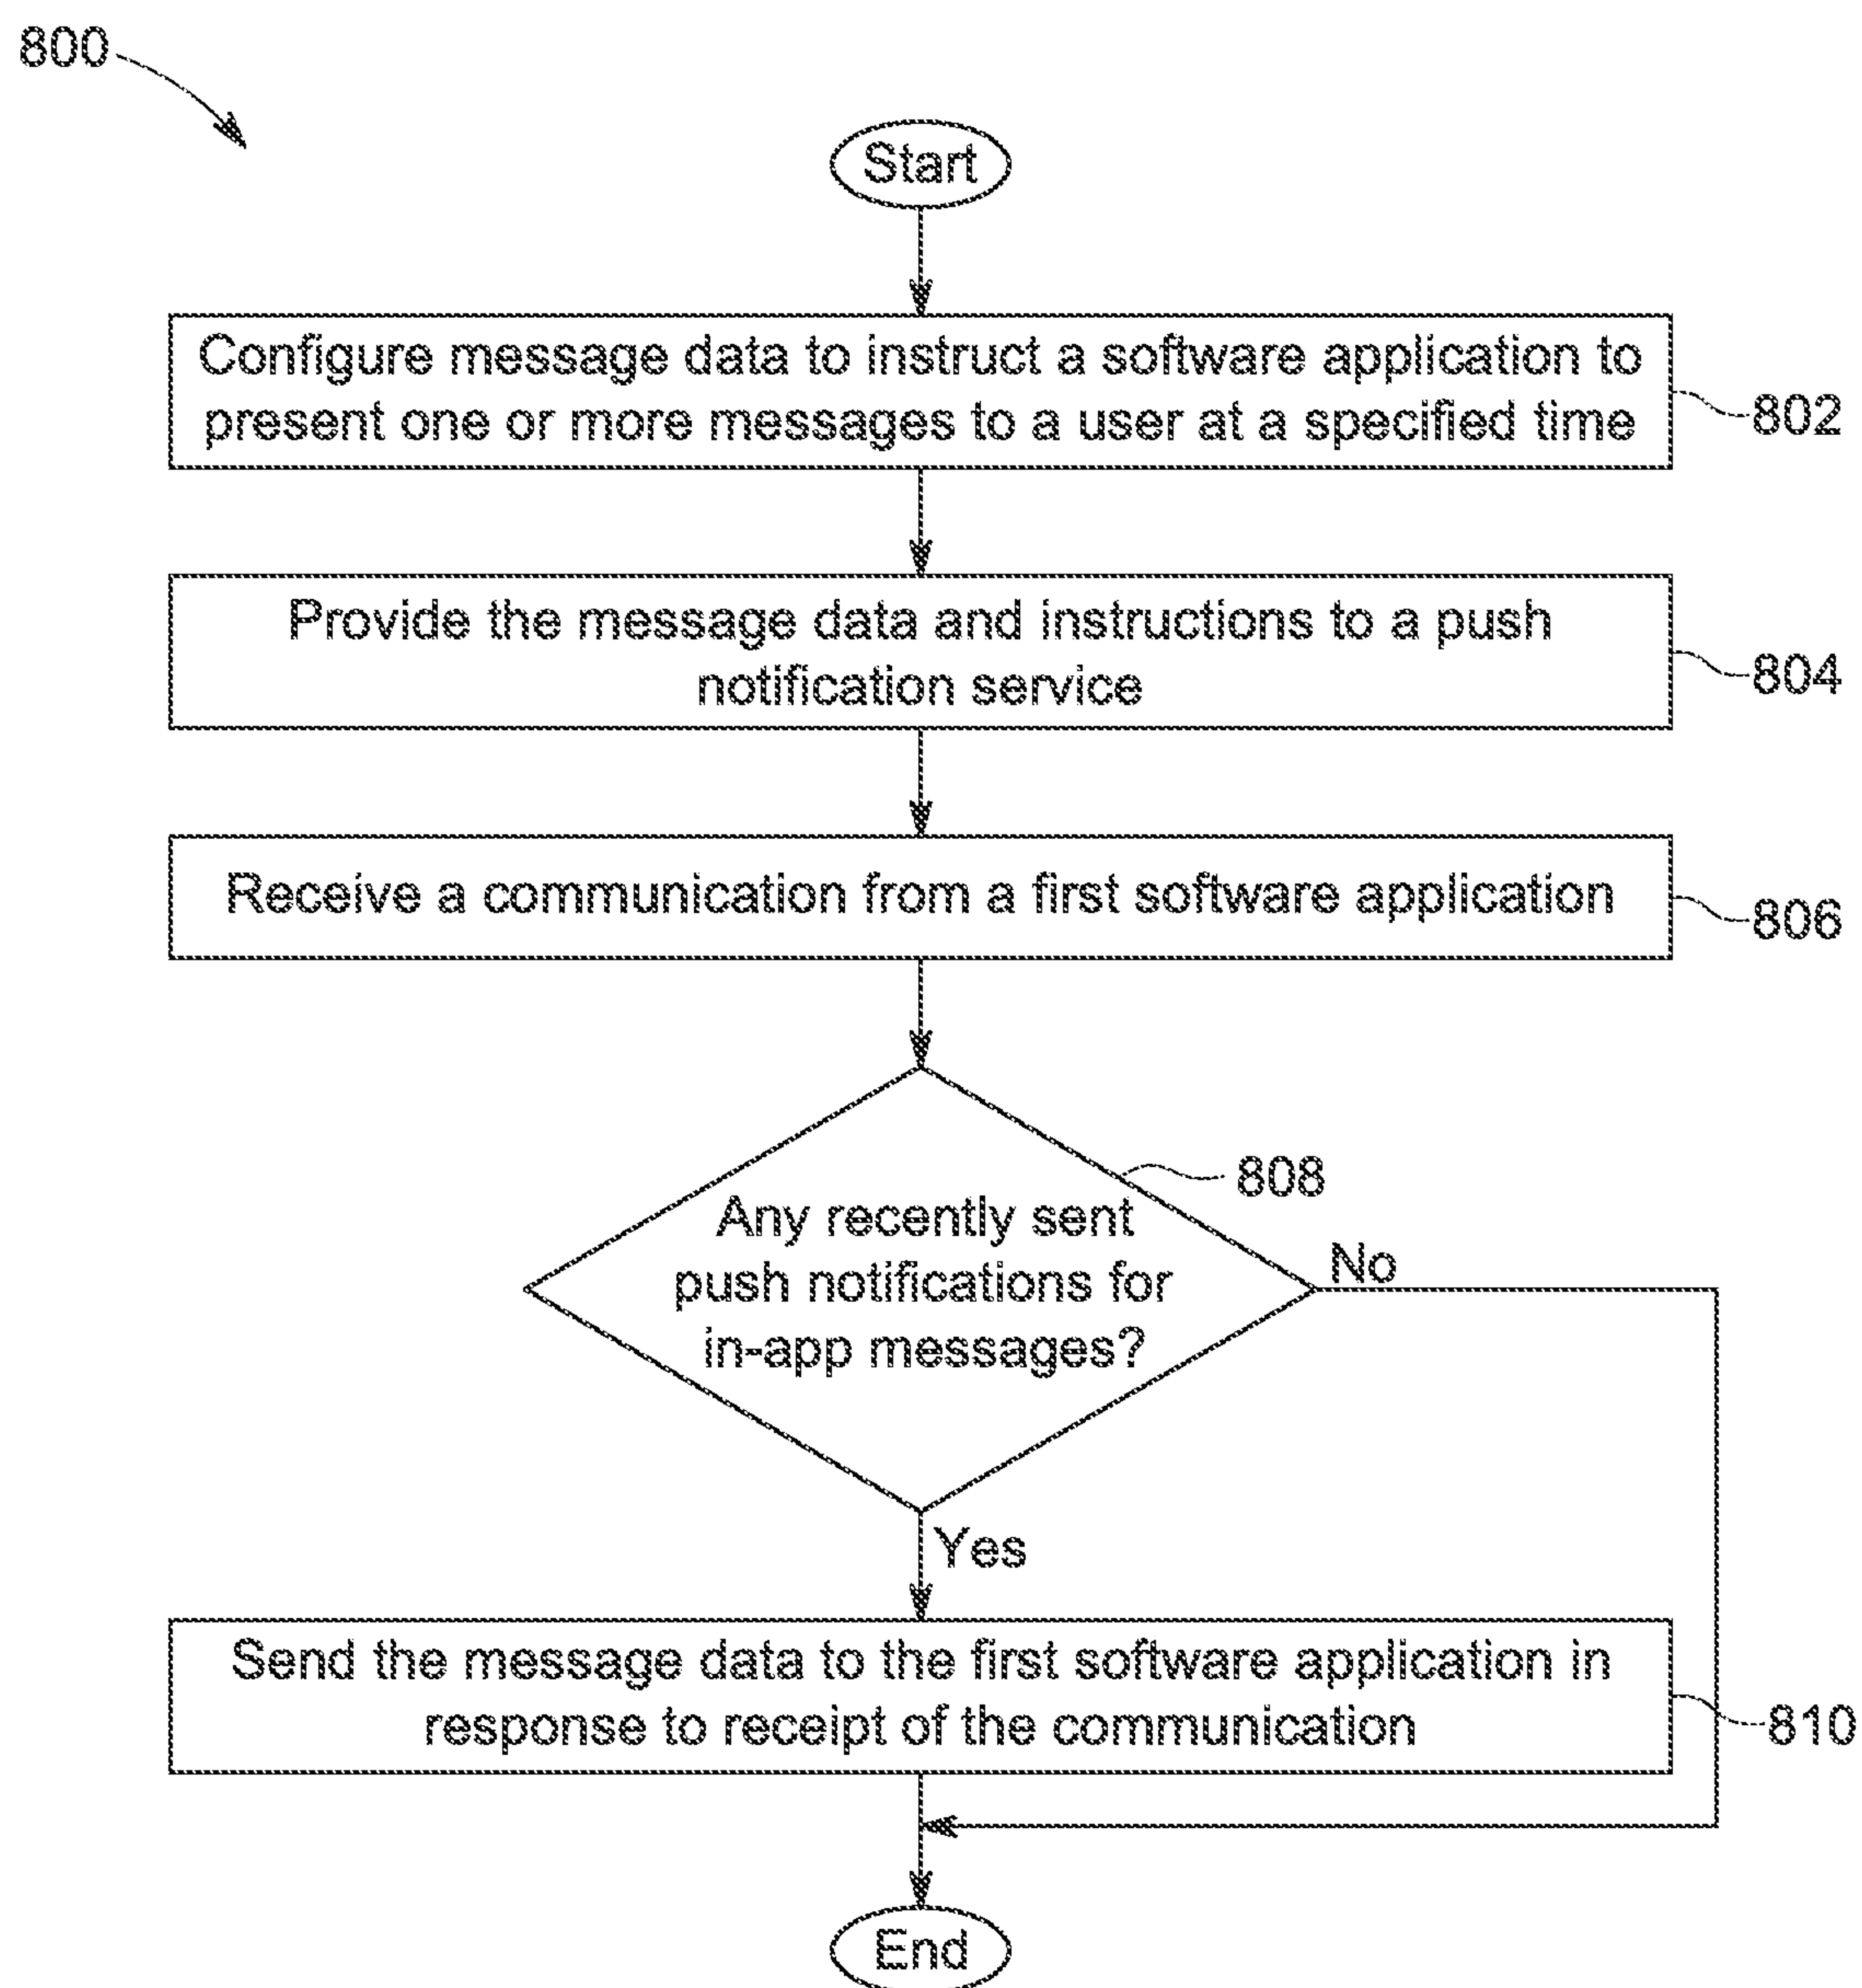 800
Start
Configure message data to instruct a software application to
present one or more messages to a user at a specified time
802
Provide the message data and instructions to a push
notification service
804
Receive a communication from a first software application
806
808
Any recently sent
push notifications for
in-app messages?
No
Yes
Send the message data to the first software application in
response to receipt of the communication
810
End